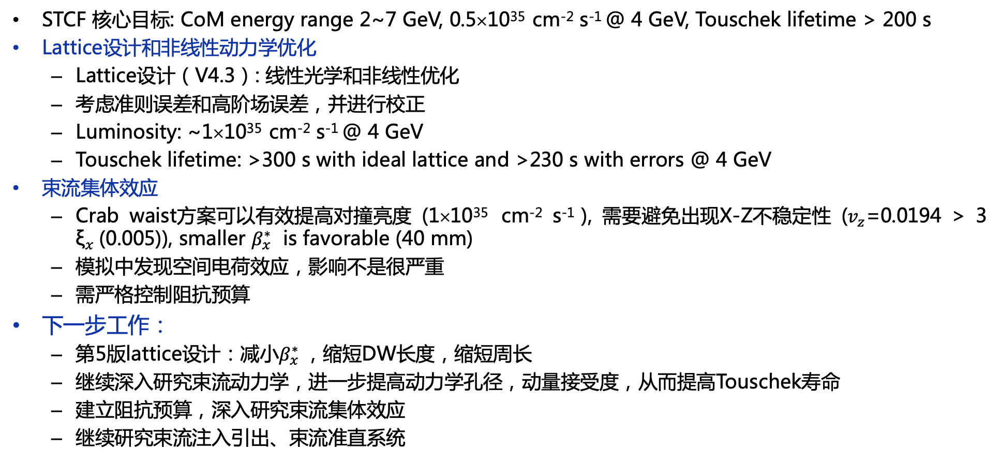 • STCF 核心目标: CoM energy range 2~7 GeV, 0.5×10³⁵ cm⁻² s⁻¹ @ 4 GeV, Touschek lifetime > 200 s
• Lattice设计和非线性动力学优化
– Lattice设计（V4.3）: 线性光学和非线性优化
– 考虑准则误差和高阶场误差，并进行校正
– Luminosity: ~1×10³⁵ cm⁻² s⁻¹ @ 4 GeV
– Touschek lifetime: >300 s with ideal lattice and >230 s with errors @ 4 GeV
• 束流集体效应
– Crab waist方案可以有效提高对撞亮度 (1×10³⁵ cm⁻² s⁻¹ ), 需要避免出现X-Z不稳定性 (𝜈_z=0.0194 > 3
ξₓ (0.005)), smaller βₓ* is favorable (40 mm)
– 模拟中发现空间电荷效应，影响不是很严重
– 需严格控制阻抗预算
• 下一步工作：
– 第5版lattice设计：减小βₓ* ，缩短DW长度，缩短周长
– 继续深入研究束流动力学，进一步提高动力学孔径，动量接受度，从而提高Touschek寿命
– 建立阻抗预算，深入研究束流集体效应
– 继续研究束流注入引出、束流准直系统